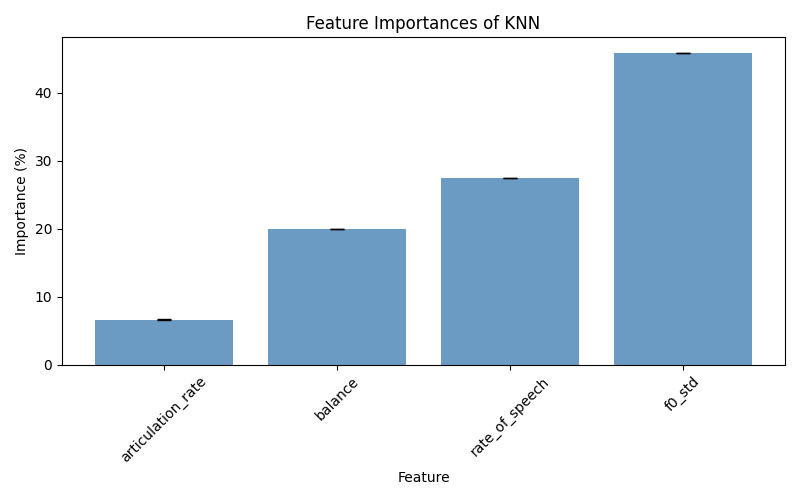 Feature Importances of KNN
Importance (%)
40
30
20
10
0
articulation_rate
balance
rate_of_speech
f0_std
Feature